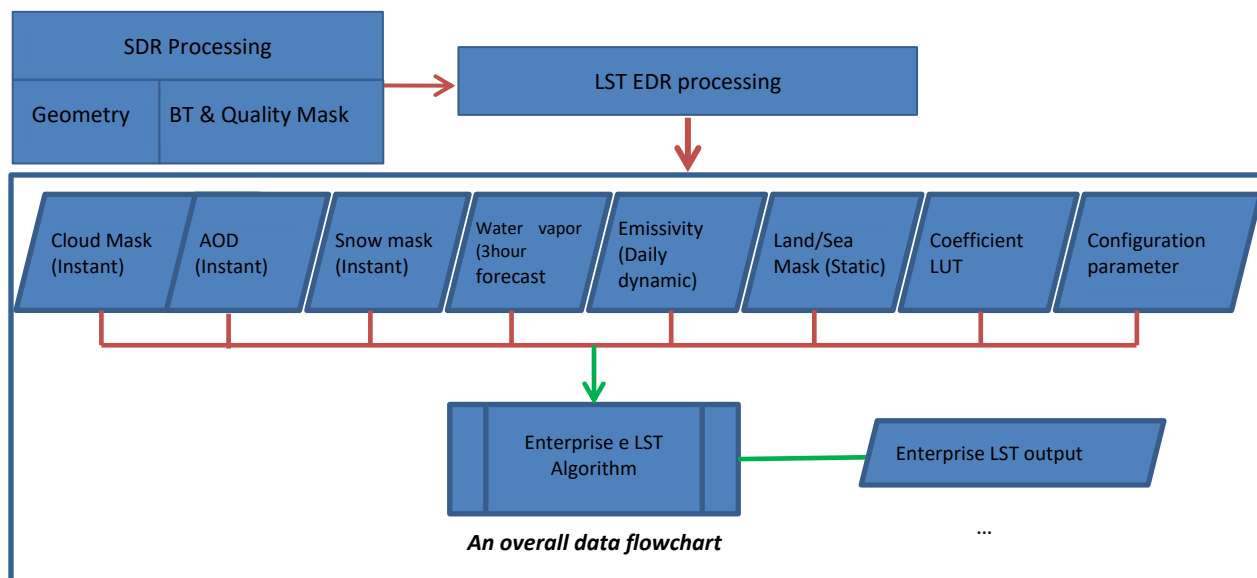 SDR Processing
Geometry
BT & Quality Mask
LST EDR processing
Cloud Mask
(Instant)
AOD
(Instant)
Snow mask
(Instant)
Water vapor
(3hour
forecast
Emissivity
(Daily
dynamic)
Land/Sea
Mask (Static)
Coefficient
LUT
Configuration
parameter
Enterprise e LST
Algorithm
Enterprise LST output
An overall data flowchart
...